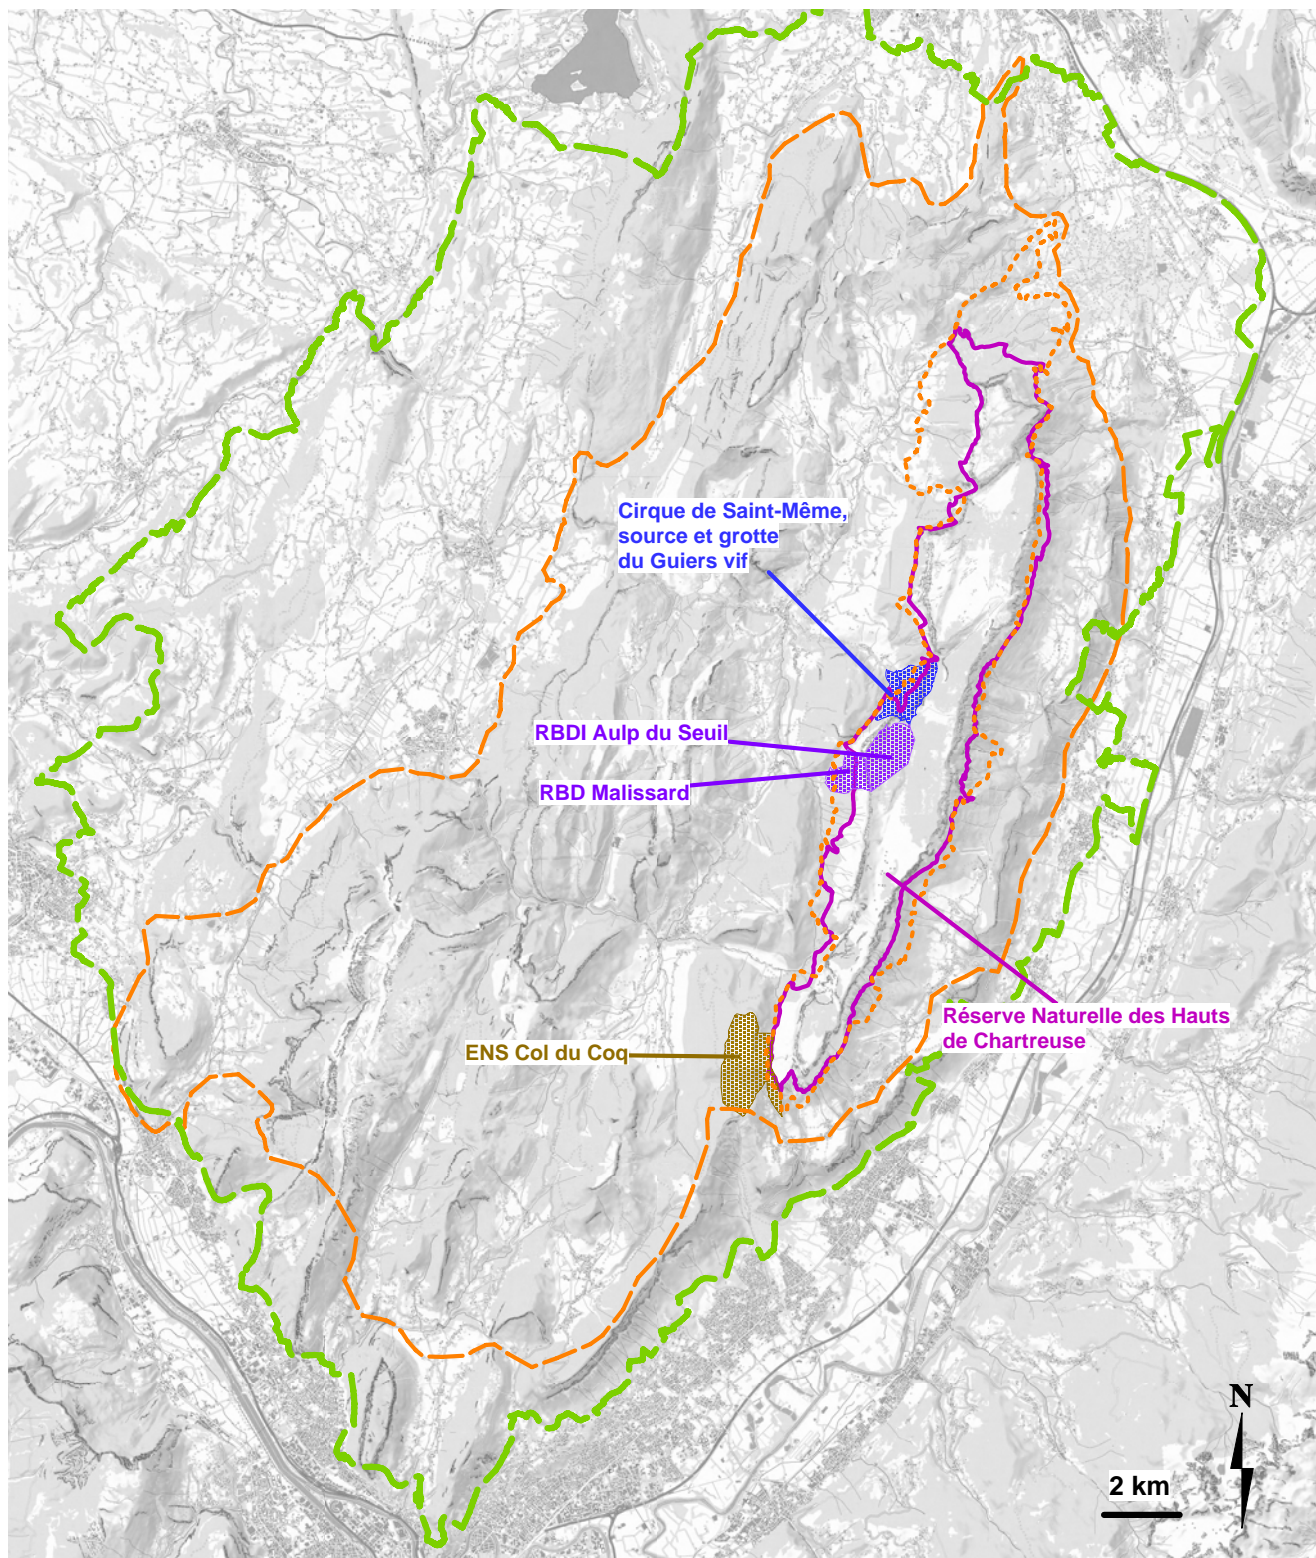 Cirque de Saint-Même,
source et grotte
du Guiers vif
RBDI Aulp du Seuil
RBD Malissard
Réserve Naturelle des Hauts
de Chartreuse
ENS Col du Coq
N
2 km